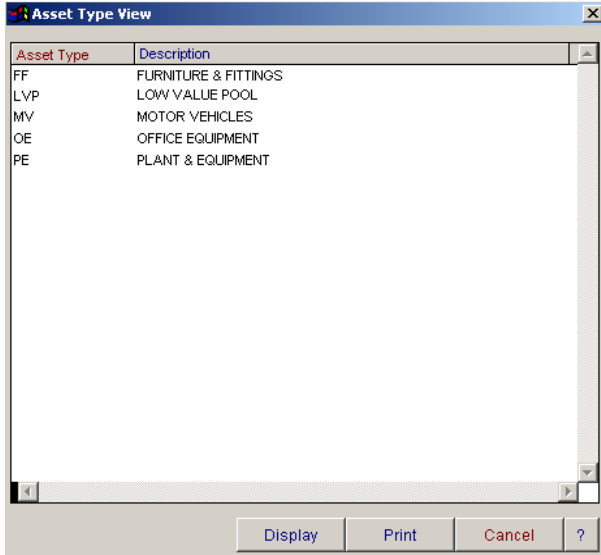 Asset Type View
Asset Type Description
FF FURNITURE & FITTINGS
LVP LOW VALUE POOL
MV MOTOR VEHICLES
OE OFFICE EQUIPMENT
PE PLANT & EQUIPMENT
Display Print Cancel ?